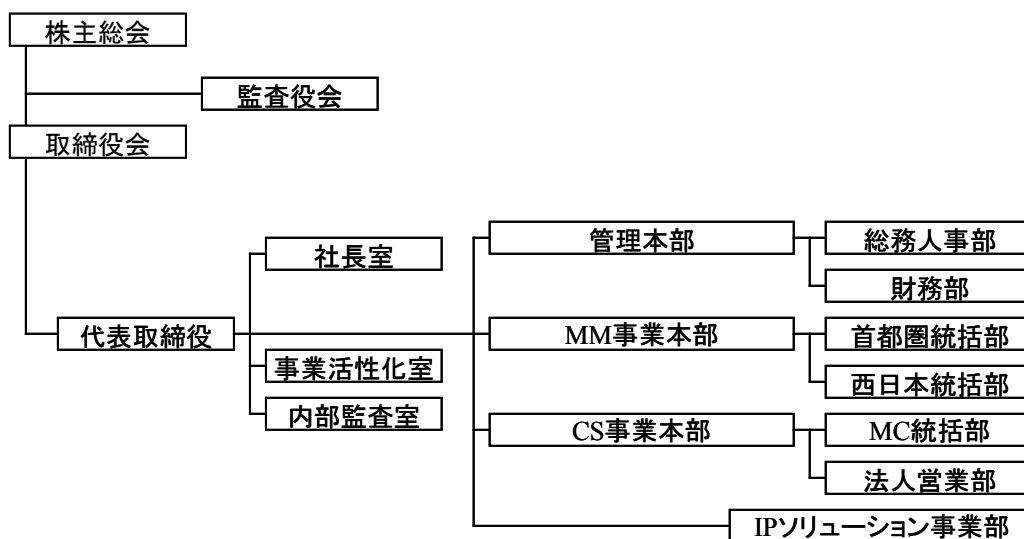 株主総会
監査役会
取締役会
管理本部
総務人事部
社長室
財務部
代表取締役
MM事業本部
首都圏統括部
事業活性化室
西日本統括部
内部監査室
CS事業本部
MC統括部
法人営業部
IPソリューション事業部